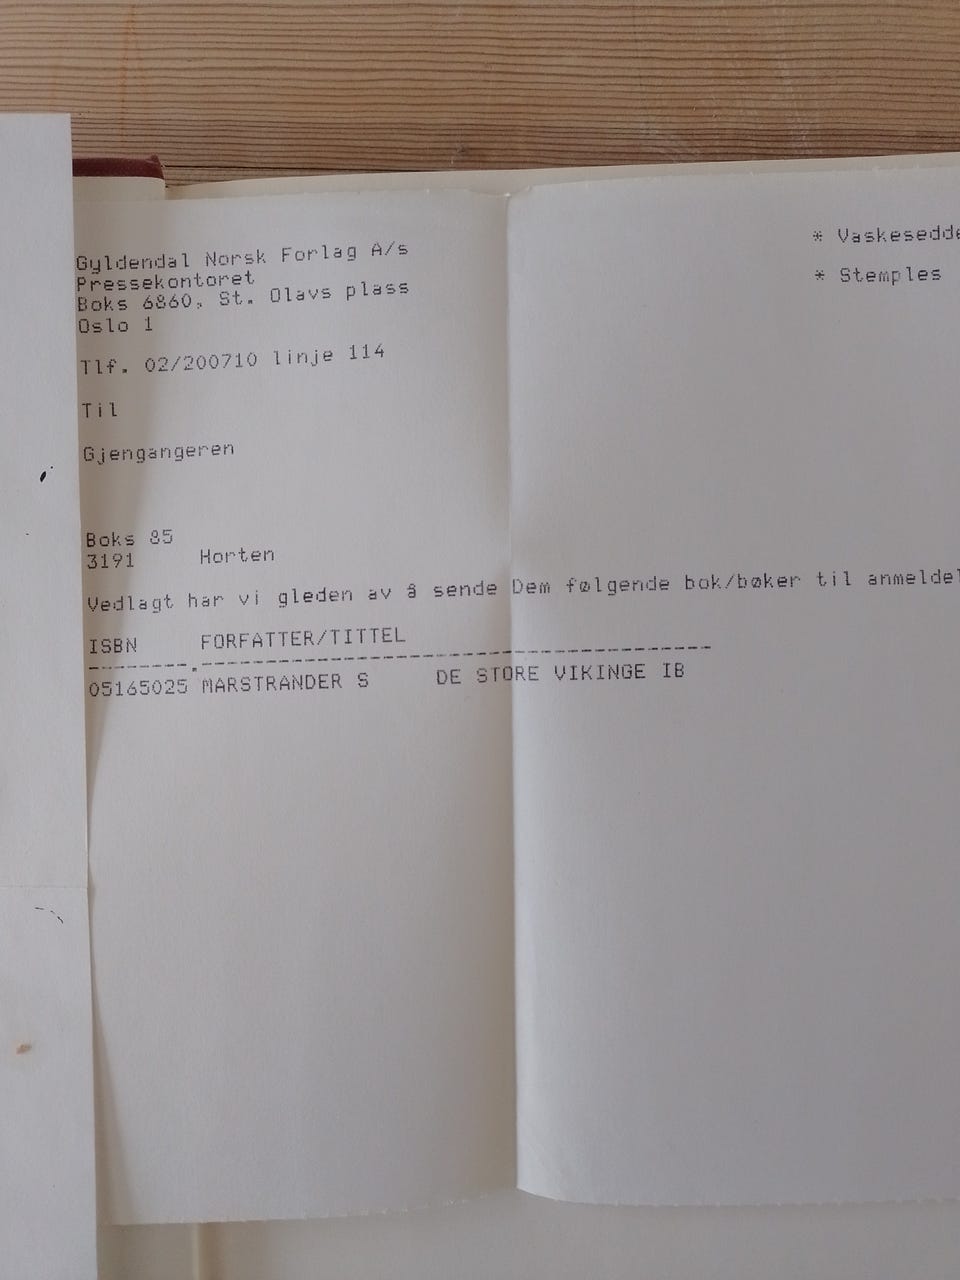 Gyldendal Norsk Forlag A/s
Pressekontoret
Boks 6860, St. Olavs plass
Oslo 1
Tlf. 02/200710 linje 114
Til
Gjengangeren
Boks 85
3191 Horten
* Vaskesedde
* Stemples
Vedlagt har vi gleden av å sende Dem følgende bok/bøker til anmeldel
ISBN FORFATTER/TITTEL
05165025 MARSTRANDER S DE STORE VIKINGE IB